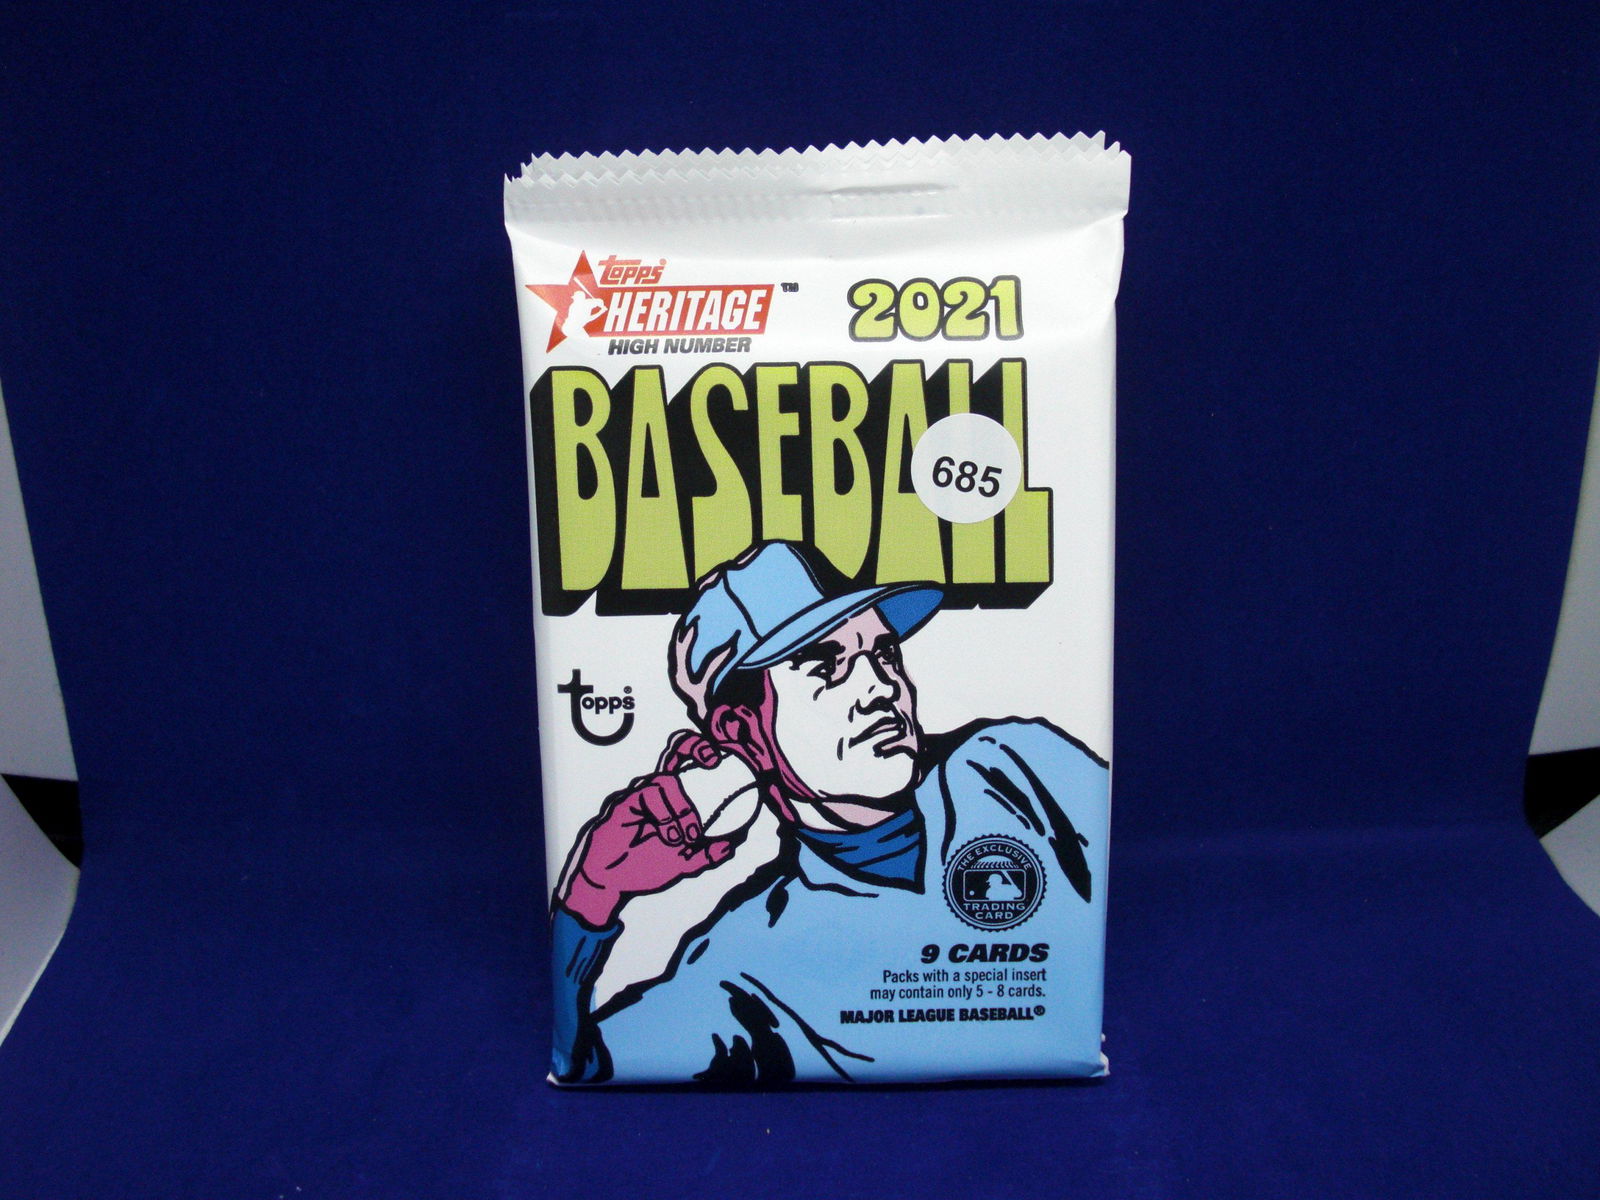 topps
HERITAGE™
HIGH NUMBER
2021
BASEBALL
685
topps®
THE EXCLUSIVE
TRADING
CARD
9 CARDS
Packs with a special insert
may contain only 5 - 8 cards.
MAJOR LEAGUE BASEBALL®